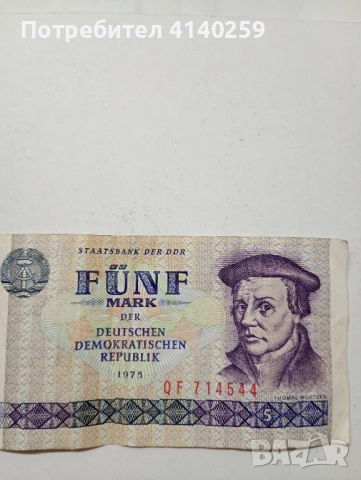 Потребител 4140259
STAATSBANK DER DDR
FÜNF
MARK
DER
DEUTSCHEN
DEMOKRATISCHEN
REPUBLIK
1975
QF 714544
THOMAS MÜNTZER
5
bazar